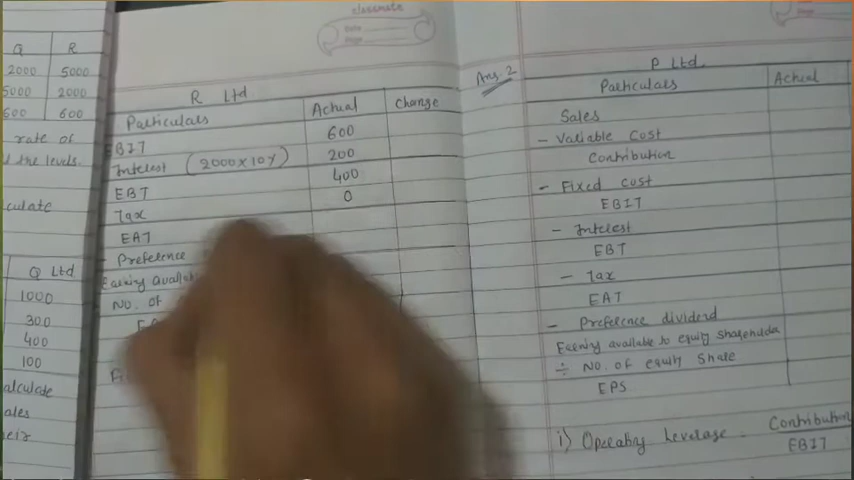 classmate
Date
Page
Q R
2000 5000
5000 2000
600 600
rate of
the levels.
culate
Q Ltd
1000
300
400
100
alculate
ales
eir
R Ltd
Particulars Actual Change
EBIT 600
Interest (2000×10%) 200
EBT 400
Tax 0
EAT
- Preference
Earning available
No. of
Ans. 2 P Ltd.
Particulars Actual
Sales
- Variable Cost
Contribution
- Fixed Cost
EBIT
- Interest
EBT
- Tax
EAT
- Preference dividend
Earning available to equity shareholder
÷ No. of equity share
EPS
i) Operating Leverage = Contribution
EBIT